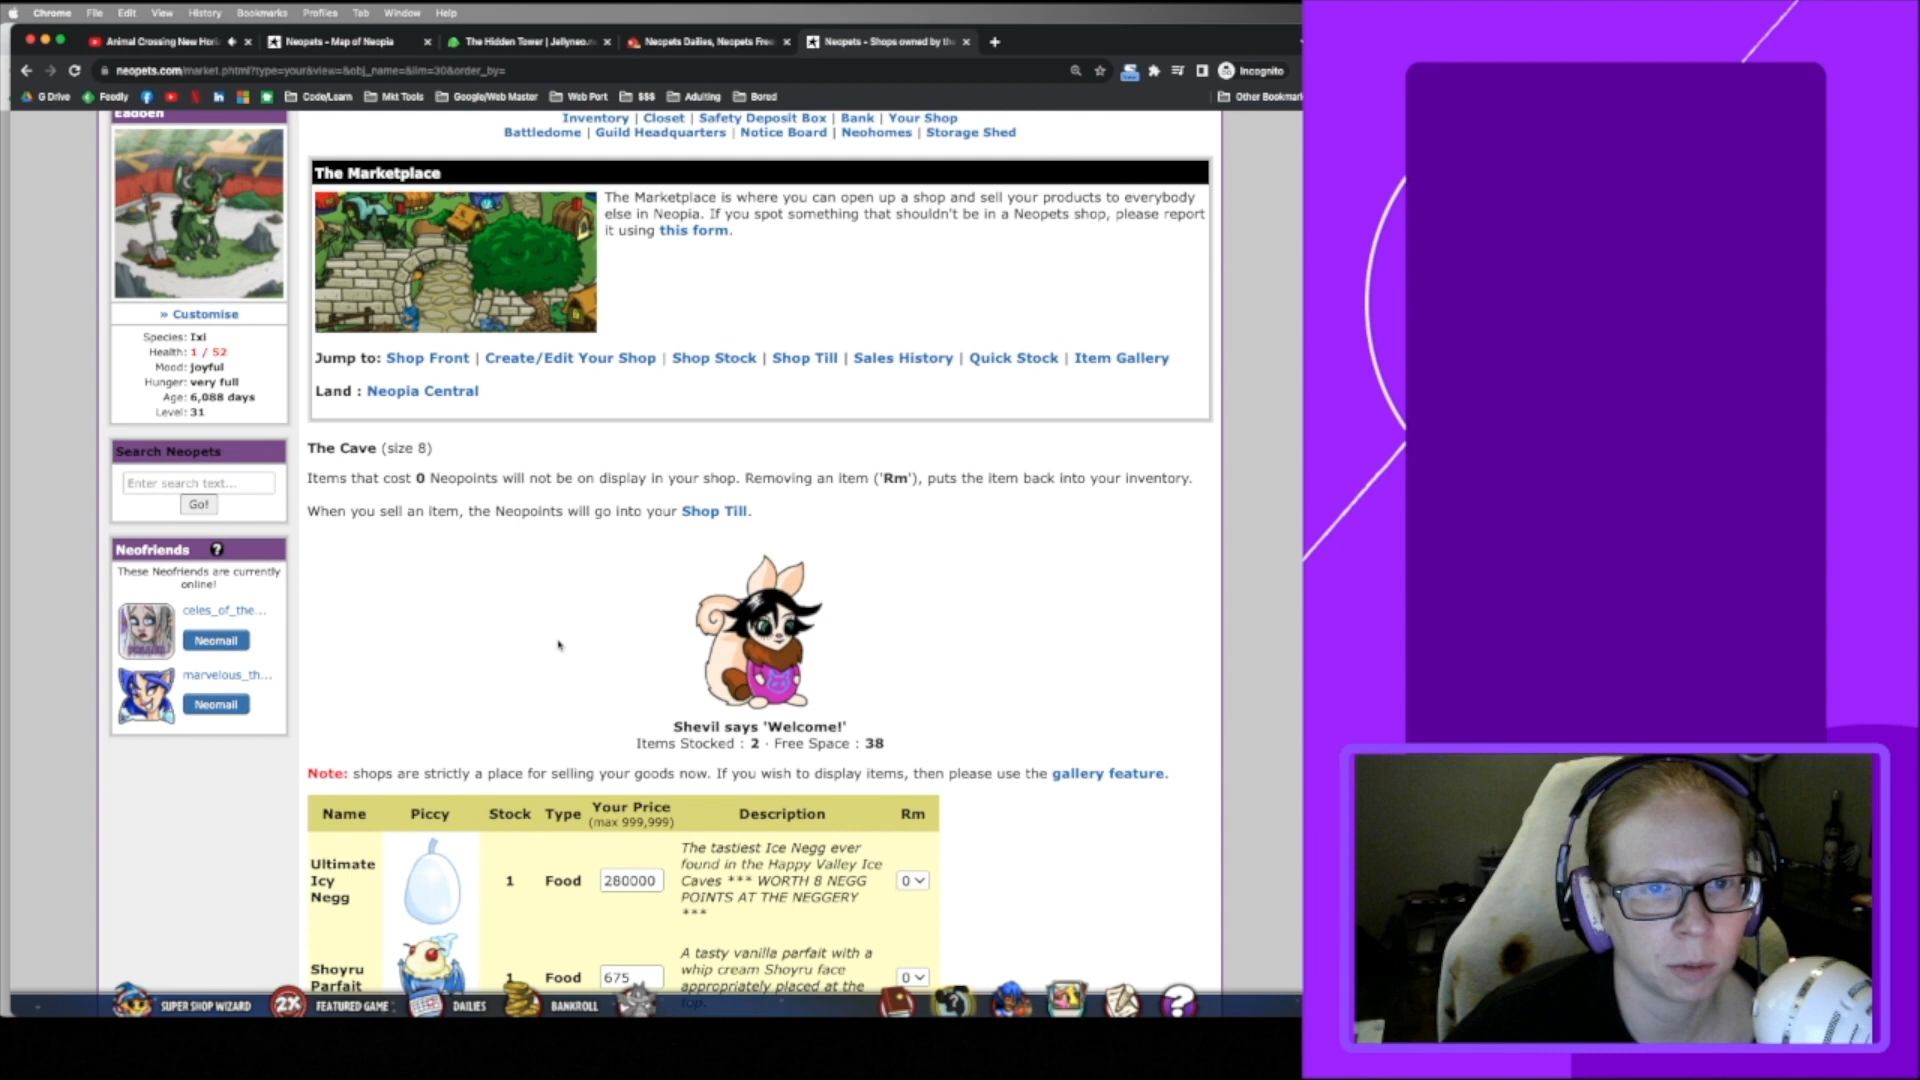 Chrome File Edit View History Bookmarks Profiles Tab Window Help
Animal Crossing New Hori
Neopets - Map of Neopia
The Hidden Tower | Jellyneo.n
Neopets Dailies, Neopets Free
Neopets - Shops owned by th
neopets.com/market.phtml?type=your&view=&obj_name=&lim=30&order_by=
Incognito
G Drive Feedly Code/Learn Mkt Tools Google/Web Master Web Port $$$ Adulting Bored Other Bookmar
Eadoen
Inventory | Closet | Safety Deposit Box | Bank | Your Shop
Battledome | Guild Headquarters | Notice Board | Neohomes | Storage Shed
The Marketplace
The Marketplace is where you can open up a shop and sell your products to everybody
else in Neopia. If you spot something that shouldn't be in a Neopets shop, please report
it using this form.
Jump to: Shop Front | Create/Edit Your Shop | Shop Stock | Shop Till | Sales History | Quick Stock | Item Gallery
Land : Neopia Central
» Customise
Species: Ixi
Health: 1 / 52
Mood: joyful
Hunger: very full
Age: 6,088 days
Level: 31
Search Neopets
Enter search text...
Go!
Neofriends ?
These Neofriends are currently
online!
celes_of_the...
Neomail
marvelous_th...
Neomail
The Cave (size 8)
Items that cost 0 Neopoints will not be on display in your shop. Removing an item ('Rm'), puts the item back into your inventory.
When you sell an item, the Neopoints will go into your Shop Till.
Shevil says 'Welcome!'
Items Stocked : 2 · Free Space : 38
Note: shops are strictly a place for selling your goods now. If you wish to display items, then please use the gallery feature.
Name Piccy Stock Type Your Price Description Rm
(max 999,999)
Ultimate
Icy
Negg
1 Food 280000
The tastiest Ice Negg ever
found in the Happy Valley Ice
Caves *** WORTH 8 NEGG
POINTS AT THE NEGGERY
***
0
Shoyru
Parfait
1 Food 675
A tasty vanilla parfait with a
whip cream Shoyru face
appropriately placed at the
top.
0
SUPER SHOP WIZARD 2X FEATURED GAME DAILIES BANKROLL